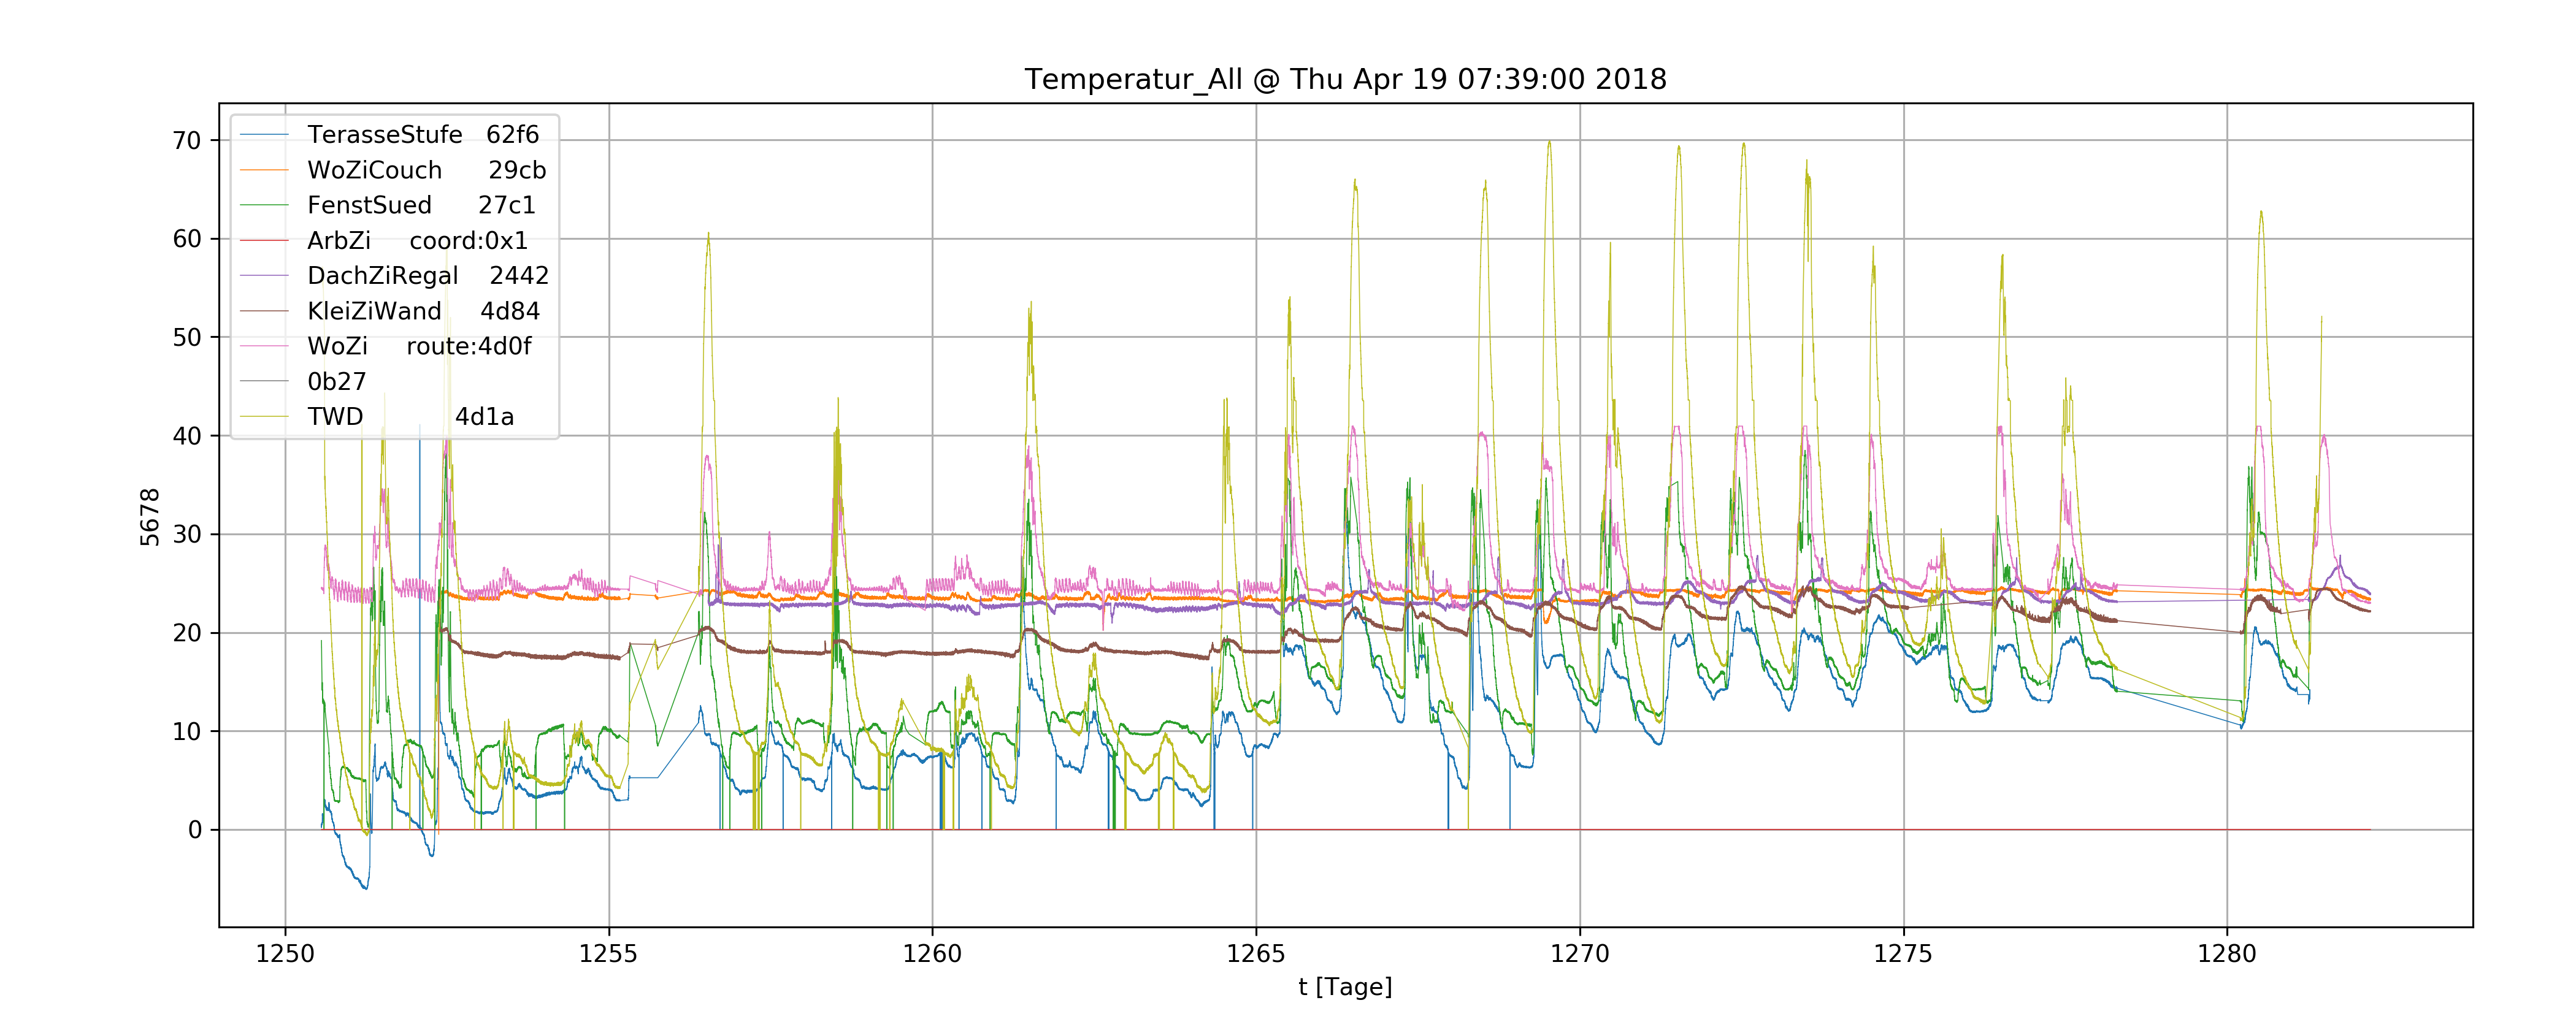 Temperatur_All @ Thu Apr 19 07:39:00 2018
TerasseStufe 62f6
WoZiCouch 29cb
FenstSued 27c1
ArbZi coord:0x1
DachZiRegal 2442
KleiZiWand 4d84
WoZi route:4d0f
0b27
TWD 4d1a
70
60
50
40
30
20
10
0
5678
1250 1255 1260 1265 1270 1275 1280
t [Tage]